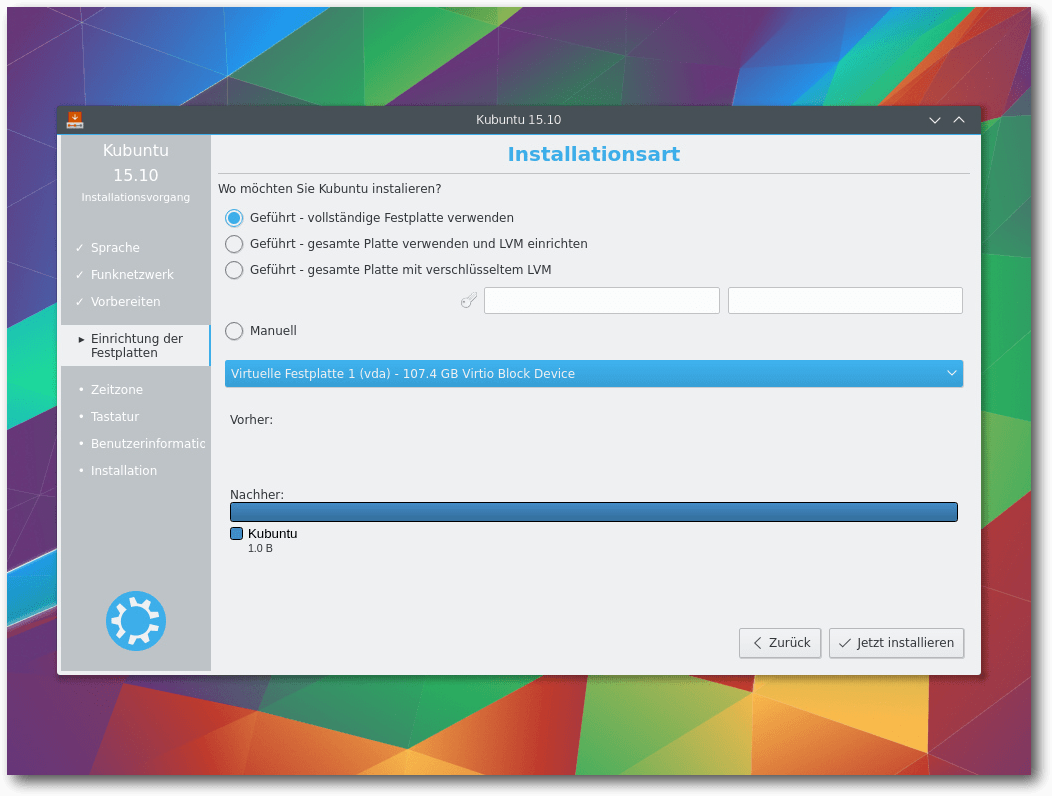 Kubuntu 15.10
Kubuntu
15.10
Installationsvorgang
✓ Sprache
✓ Funknetzwerk
✓ Vorbereiten
▸ Einrichtung der
Festplatten
• Zeitzone
• Tastatur
• Benutzerinformatic
• Installation
Installationsart
Wo möchten Sie Kubuntu instalieren?
Geführt - vollständige Festplatte verwenden
Geführt - gesamte Platte verwenden und LVM einrichten
Geführt - gesamte Platte mit verschlüsseltem LVM
Manuell
Virtuelle Festplatte 1 (vda) - 107.4 GB Virtio Block Device
Vorher:
Nachher:
Kubuntu
1.0 B
Zurück
Jetzt installieren